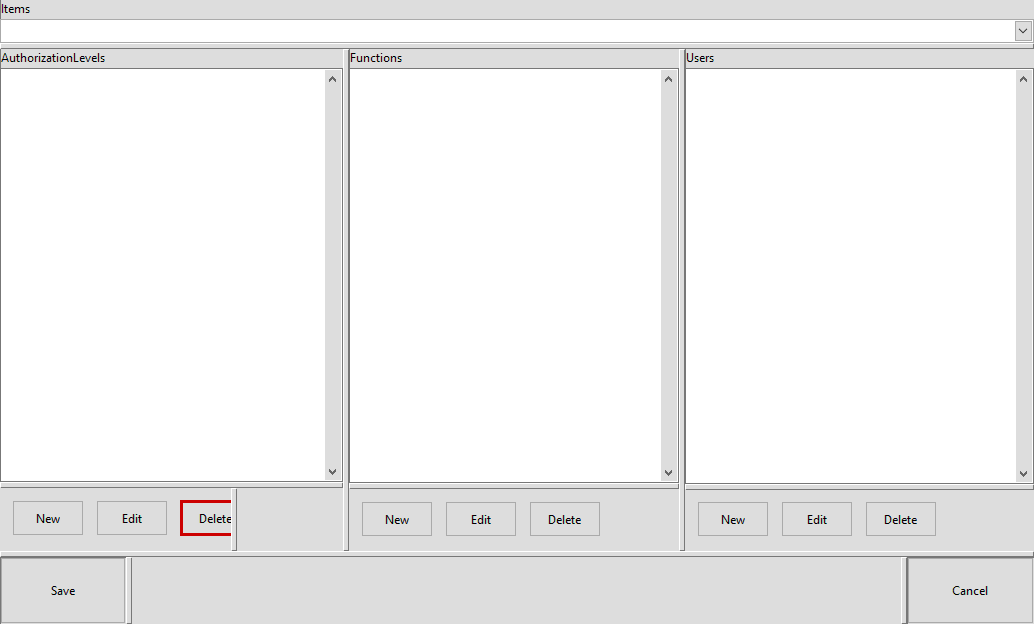 Items
AuthorizationLevels
Functions
Users
New
Edit
Delete
New
Edit
Delete
New
Edit
Delete
Save
Cancel